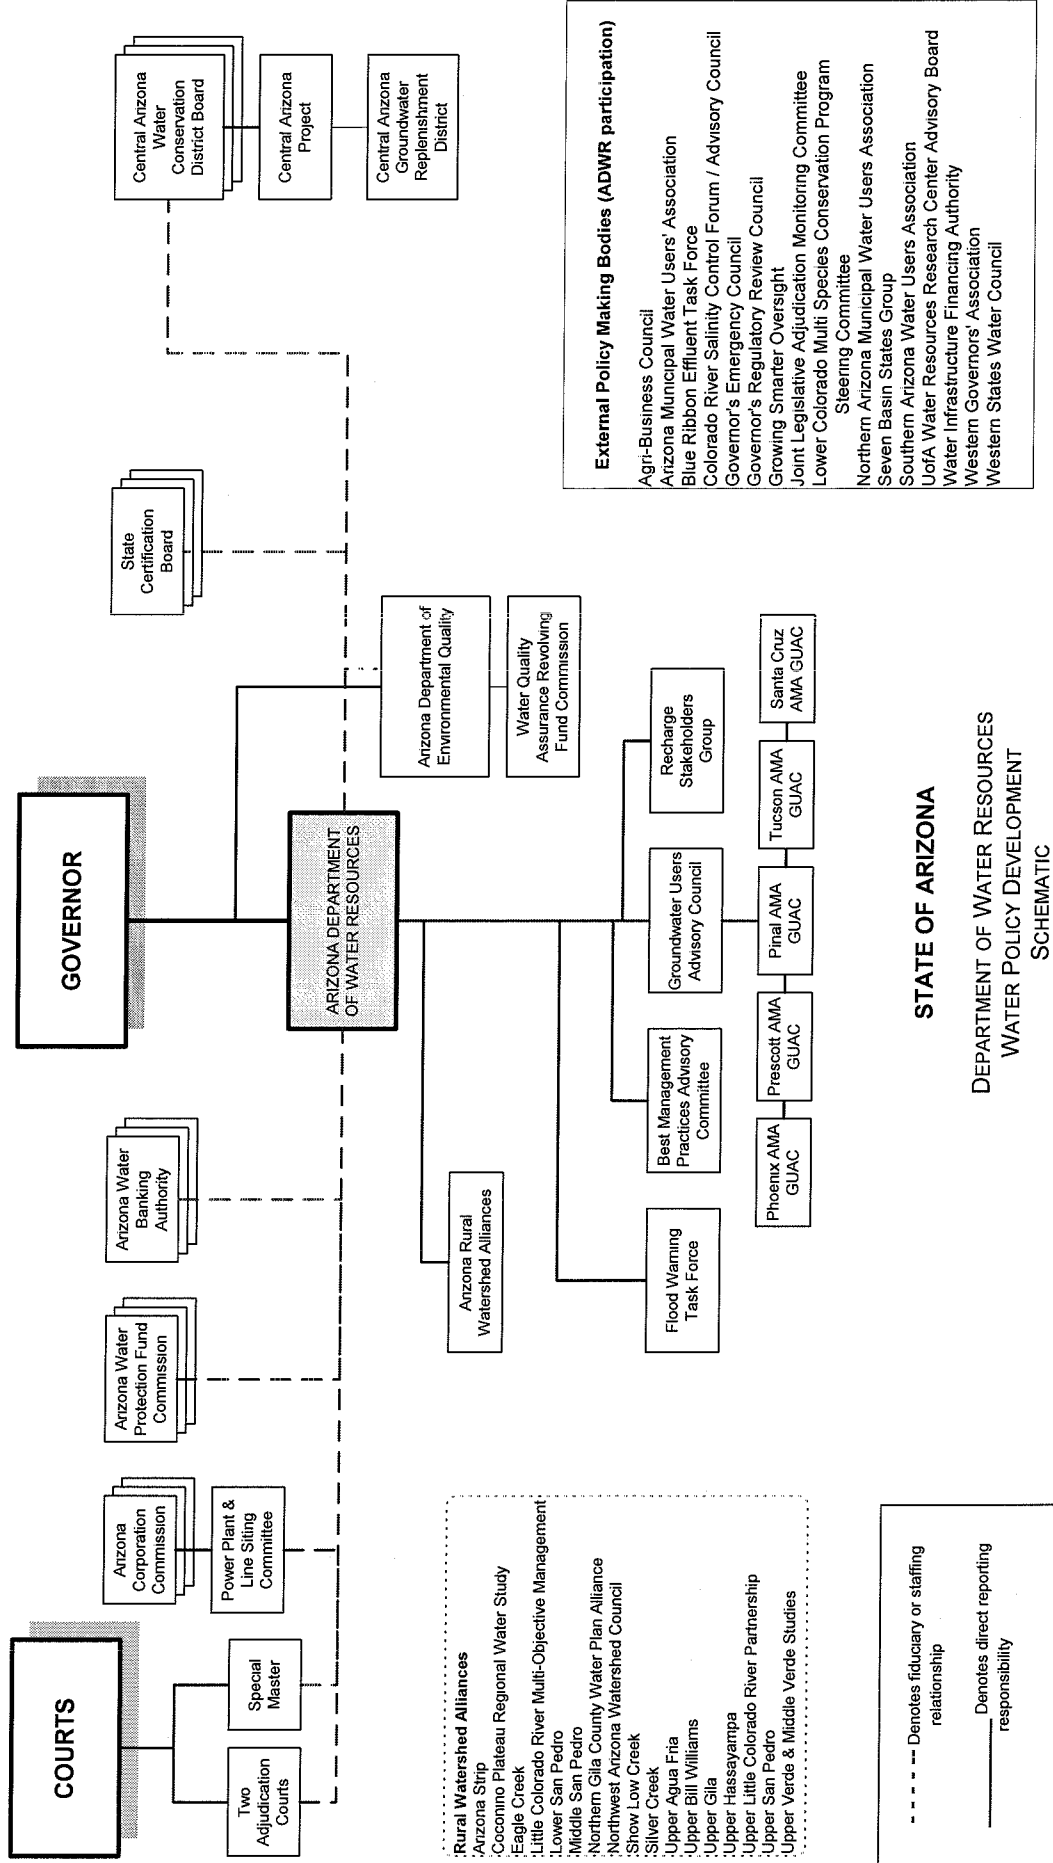 COURTS
GOVERNOR
Two
Adjudication
Courts
Special
Master
Arizona
Corporation
Commission
Power Plant &
Line Siting
Committee
Arizona Water
Protection Fund
Commission
Arizona Water
Banking
Authority
State
Certification
Board
Central Arizona
Water
Conservation
District Board
Central Arizona
Project
Central Arizona
Groundwater
Replenishment
District
ARIZONA DEPARTMENT
OF WATER RESOURCES
Arizona Department of
Environmental Quality
Water Quality
Assurance Revolving
Fund Commission
Arizona Rural
Watershed Alliances
Flood Warning
Task Force
Best Management
Practices Advisory
Committee
Groundwater Users
Advisory Council
Recharge
Stakeholders
Group
Phoenix AMA
GUAC
Prescott AMA
GUAC
Pinal AMA
GUAC
Tucson AMA
GUAC
Santa Cruz
AMA GUAC
Rural Watershed Alliances
Arizona Strip
Coconino Plateau Regional Water Study
Eagle Creek
Little Colorado River Multi-Objective Management
Lower San Pedro
Middle San Pedro
Northern Gila County Water Plan Alliance
Northwest Arizona Watershed Council
Show Low Creek
Silver Creek
Upper Agua Fria
Upper Bill Williams
Upper Gila
Upper Hassayampa
Upper Little Colorado River Partnership
Upper San Pedro
Upper Verde & Middle Verde Studies
External Policy Making Bodies (ADWR participation)
Agri-Business Council
Arizona Municipal Water Users' Association
Blue Ribbon Effluent Task Force
Colorado River Salinity Control Forum / Advisory Council
Governor's Emergency Council
Governor's Regulatory Review Council
Growing Smarter Oversight
Joint Legislative Adjudication Monitoring Committee
Lower Colorado Multi Species Conservation Program
Steering Committee
Northern Arizona Municipal Water Users Association
Seven Basin States Group
Southern Arizona Water Users Association
UofA Water Resources Research Center Advisory Board
Water Infrastructure Financing Authority
Western Governors' Association
Western States Water Council
Denotes fiduciary or staffing
relationship
Denotes direct reporting
responsibility
STATE OF ARIZONA
DEPARTMENT OF WATER RESOURCES
WATER POLICY DEVELOPMENT
SCHEMATIC